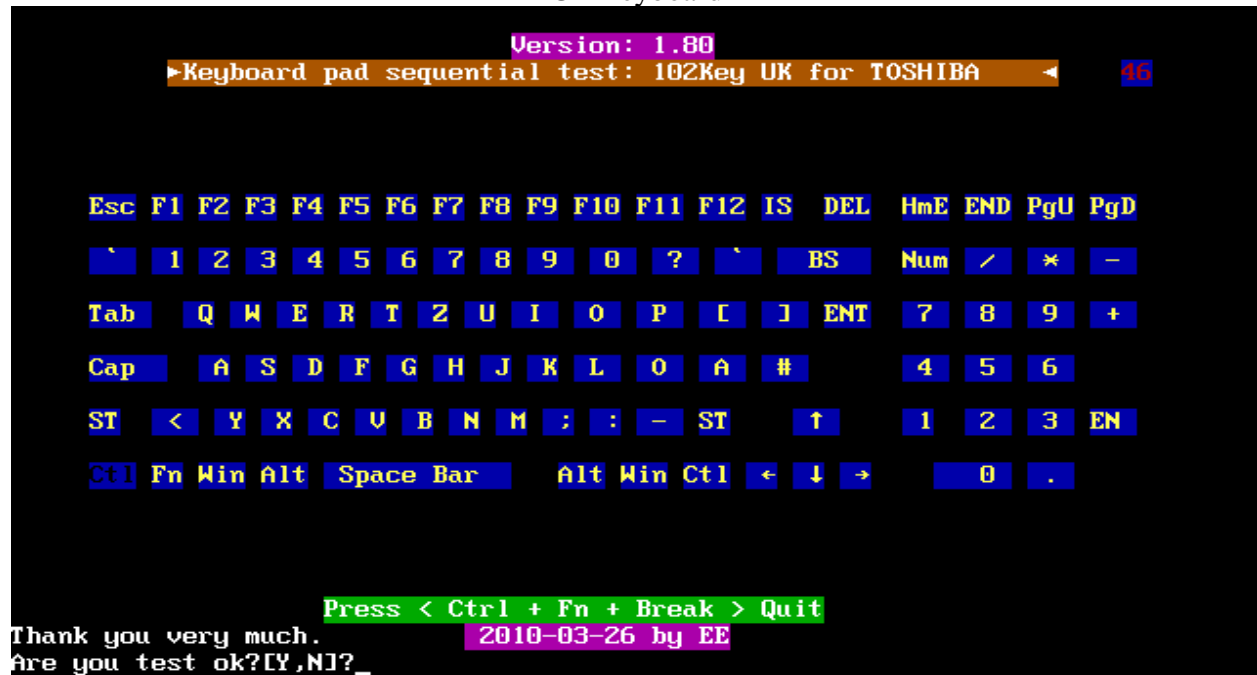 Version: 1.80
►Keyboard pad sequential test: 102Key UK for TOSHIBA ◄ 46
Esc F1 F2 F3 F4 F5 F6 F7 F8 F9 F10 F11 F12 IS DEL HmE END PgU PgD
` 1 2 3 4 5 6 7 8 9 0 ? ` BS Num / * -
Tab Q W E R T Z U I O P [ ] ENT 7 8 9 +
Cap A S D F G H J K L O A # 4 5 6
ST < Y X C V B N M ; : - ST ↑ 1 2 3 EN
Ctl Fn Win Alt Space Bar Alt Win Ctl ← ↓ → 0 .
Press < Ctrl + Fn + Break > Quit
Thank you very much. 2010-03-26 by EE
Are you test ok?[Y,N]?_